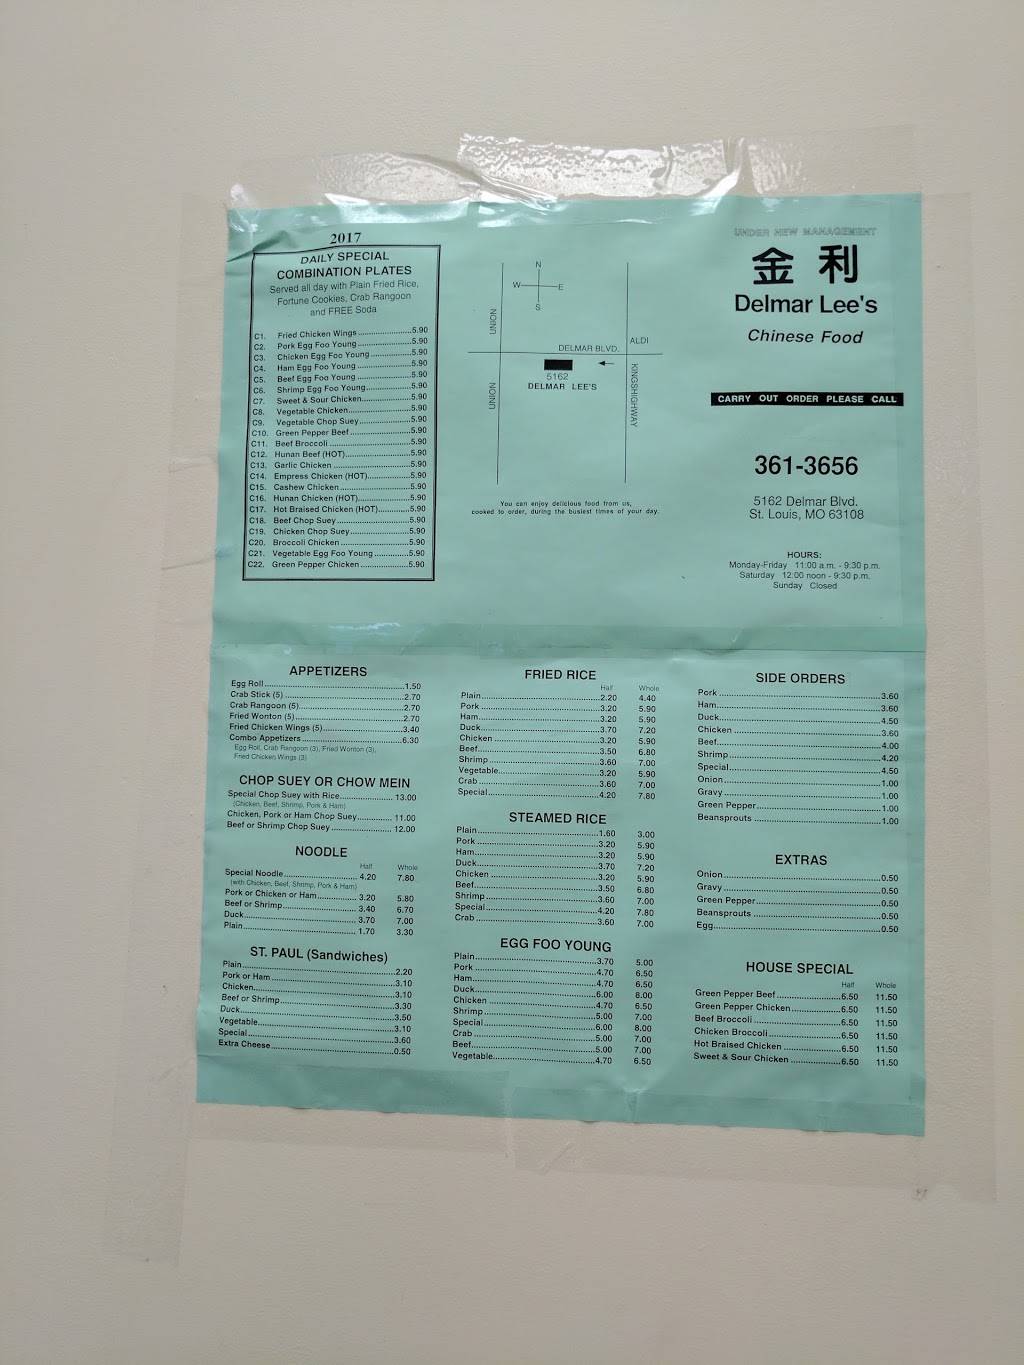 2017
DAILY SPECIAL
COMBINATION PLATES
Served all day with Plain Fried Rice,
Fortune Cookies, Crab Rangoon
and FREE Soda
C1. Fried Chicken Wings 5.90
C2. Pork Egg Foo Young 5.90
C3. Chicken Egg Foo Young 5.90
C4. Ham Egg Foo Young 5.90
C5. Beef Egg Foo Young 5.90
C6. Shrimp Egg Foo Young 5.90
C7. Sweet & Sour Chicken 5.90
C8. Vegetable Chicken 5.90
C9. Vegetable Chop Suey 5.90
C10. Green Pepper Beef 5.90
C11. Beef Broccoli 5.90
C12. Hunan Beef (HOT) 5.90
C13. Garlic Chicken 5.90
C14. Empress Chicken (HOT) 5.90
C15. Cashew Chicken 5.90
C16. Hunan Chicken (HOT) 5.90
C17. Hot Braised Chicken (HOT) 5.90
C18. Beef Chop Suey 5.90
C19. Chicken Chop Suey 5.90
C20. Broccoli Chicken 5.90
C21. Vegetable Egg Foo Young 5.90
C22. Green Pepper Chicken 5.90
N
W E
S
UNION
DELMAR BLVD.
ALDI
5162
DELMAR LEE'S
UNION
KINGSHIGHWAY
You can enjoy delicious food from us,
cooked to order, during the busiest times of your day.
UNDER NEW MANAGEMENT
金利
Delmar Lee's
Chinese Food
CARRY OUT ORDER PLEASE CALL
361-3656
5162 Delmar Blvd.
St. Louis, MO 63108
HOURS:
Monday-Friday 11:00 a.m. - 9:30 p.m.
Saturday 12:00 noon - 9:30 p.m.
Sunday Closed
APPETIZERS
Egg Roll 1.50
Crab Stick (5) 2.70
Crab Rangoon (5) 2.70
Fried Wonton (5) 2.70
Fried Chicken Wings (5) 3.40
Combo Appetizers 6.30
Egg Roll, Crab Rangoon (3), Fried Wonton (3),
Fried Chicken Wings (3)
CHOP SUEY OR CHOW MEIN
Special Chop Suey with Rice 13.00
(Chicken, Beef, Shrimp, Pork & Ham)
Chicken, Pork or Ham Chop Suey 11.00
Beef or Shrimp Chop Suey 12.00
NOODLE
Half Whole
Special Noodle 4.20 7.80
(with Chicken, Beef, Shrimp, Pork & Ham)
Pork or Chicken or Ham 3.20 5.80
Beef or Shrimp 3.40 6.70
Duck 3.70 7.00
Plain 1.70 3.30
ST. PAUL (Sandwiches)
Plain 2.20
Pork or Ham 3.10
Chicken 3.10
Beef or Shrimp 3.30
Duck 3.50
Vegetable 3.10
Special 3.60
Extra Cheese 0.50
FRIED RICE
Half Whole
Plain 2.20 4.40
Pork 3.20 5.90
Ham 3.20 5.90
Duck 3.70 7.20
Chicken 3.20 5.90
Beef 3.50 6.80
Shrimp 3.60 7.00
Vegetable 3.20 5.90
Crab 3.60 7.00
Special 4.20 7.80
STEAMED RICE
Plain 1.60 3.00
Pork 3.20 5.90
Ham 3.20 5.90
Duck 3.70 7.20
Chicken 3.20 5.90
Beef 3.50 6.80
Shrimp 3.60 7.00
Special 4.20 7.80
Crab 3.60 7.00
EGG FOO YOUNG
Plain 3.70 5.00
Pork 4.70 6.50
Ham 4.70 6.50
Duck 6.00 8.00
Chicken 4.70 6.50
Shrimp 5.00 7.00
Special 6.00 8.00
Crab 5.00 7.00
Beef 5.00 7.00
Vegetable 4.70 6.50
SIDE ORDERS
Pork 3.60
Ham 3.60
Duck 4.50
Chicken 3.60
Beef 4.00
Shrimp 4.20
Special 4.50
Onion 1.00
Gravy 1.00
Green Pepper 1.00
Beansprouts 1.00
EXTRAS
Onion 0.50
Gravy 0.50
Green Pepper 0.50
Beansprouts 0.50
Egg 0.50
HOUSE SPECIAL
Half Whole
Green Pepper Beef 6.50 11.50
Green Pepper Chicken 6.50 11.50
Beef Broccoli 6.50 11.50
Chicken Broccoli 6.50 11.50
Hot Braised Chicken 6.50 11.50
Sweet & Sour Chicken 6.50 11.50